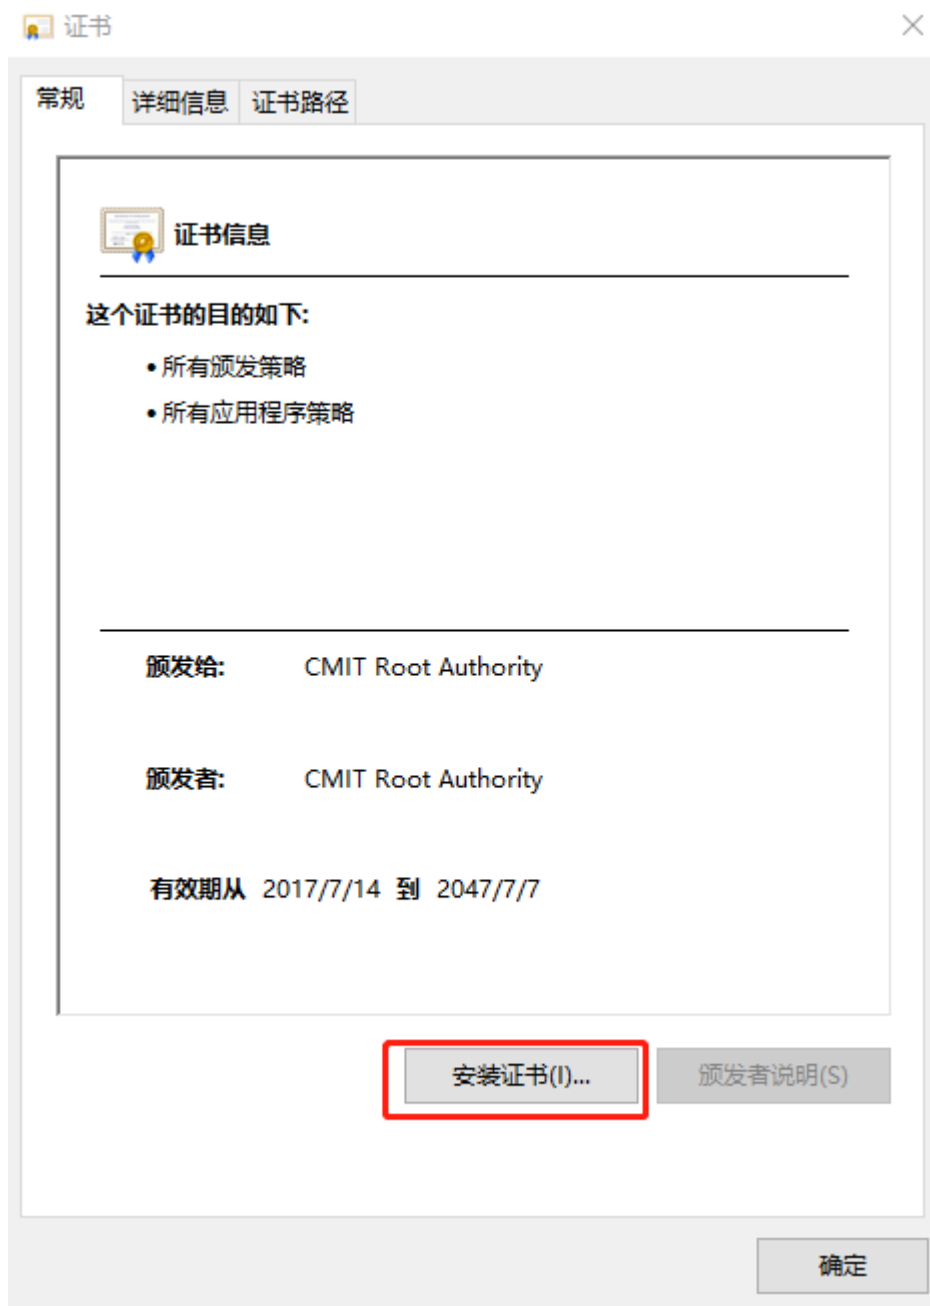 证书
常规 详细信息 证书路径
证书信息
这个证书的目的如下:
• 所有颁发策略
• 所有应用程序策略
颁发给: CMIT Root Authority
颁发者: CMIT Root Authority
有效期从 2017/7/14 到 2047/7/7
安装证书(I)... 颁发者说明(S)
确定